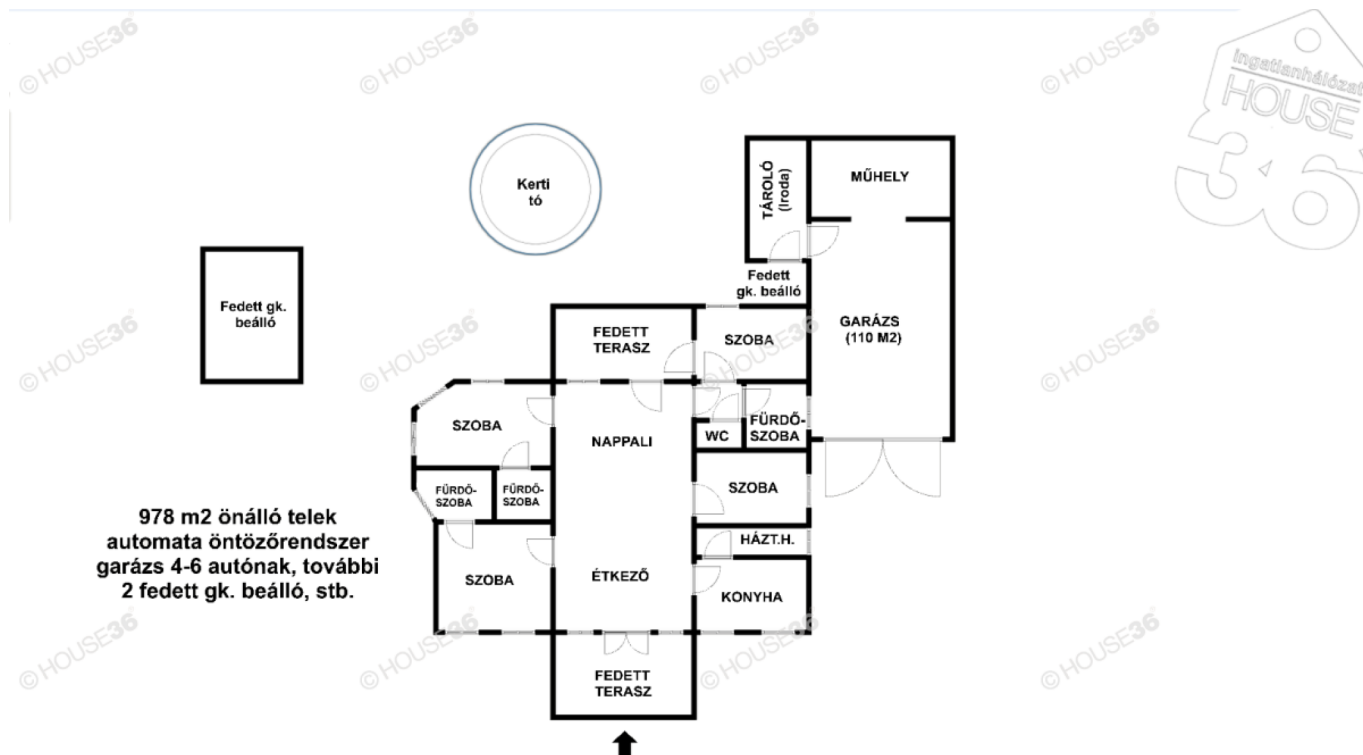 © HOUSE36
© HOUSE36
© HOUSE36
© HOUSE36
Ingatlanhálózat
HOUSE
36
Kerti
tó
TÁROLÓ
(Iroda)
MŰHELY
Fedett gk.
beálló
Fedett
gk. beálló
GARÁZS
(110 M2)
© HOUSE36
© HOUSE36
© HOUSE36
© HOUSE36
FEDETT
TERASZ
SZOBA
SZOBA
NAPPALI
WC
FÜRDŐ-
SZOBA
FÜRDŐ-
SZOBA
FÜRDŐ-
SZOBA
SZOBA
978 m2 önálló telek
automata öntözőrendszer
garázs 4-6 autónak, további
2 fedett gk. beálló, stb.
HÁZT.H.
SZOBA
ÉTKEZŐ
KONYHA
© HOUSE36
© HOUSE36
© HOUSE36
© HOUSE36
FEDETT
TERASZ